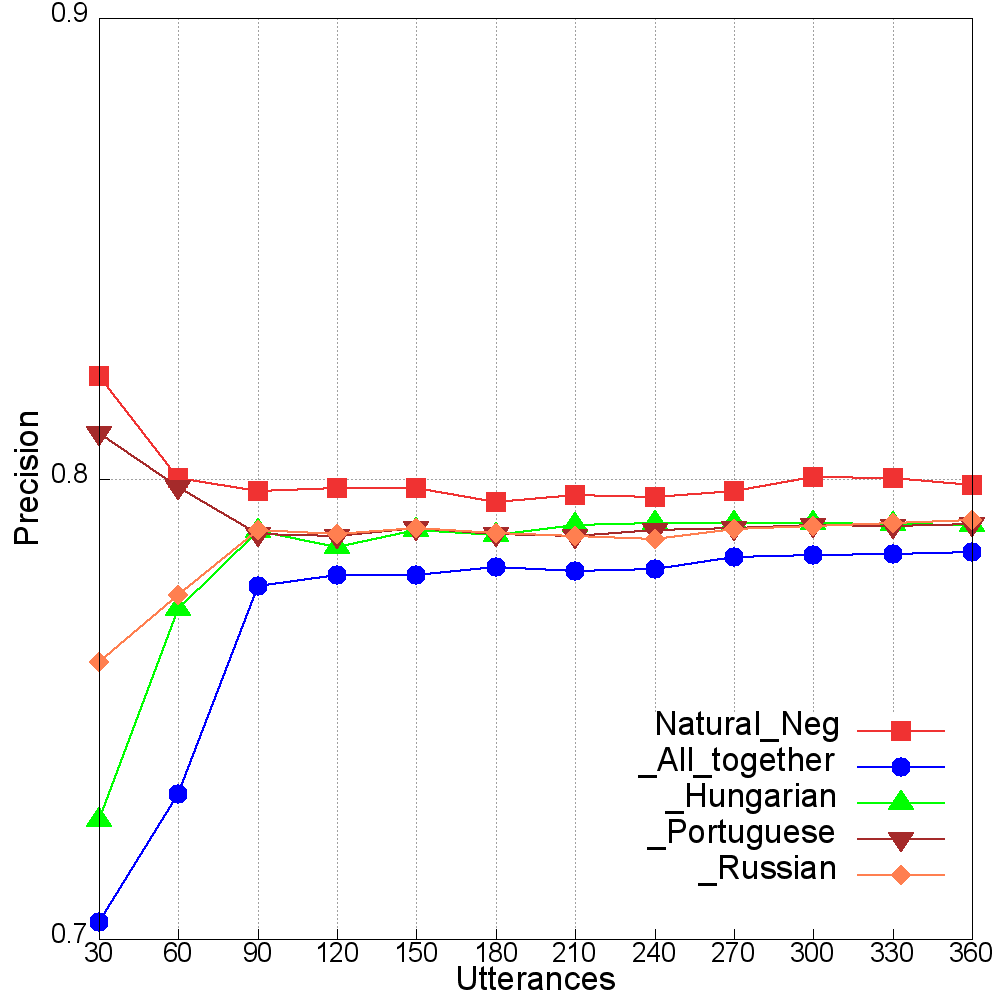 0.9
0.8
0.7
Precision
Natural_Neg
_All_together
_Hungarian
_Portuguese
_Russian
30 60 90 120 150 180 210 240 270 300 330 360
Utterances